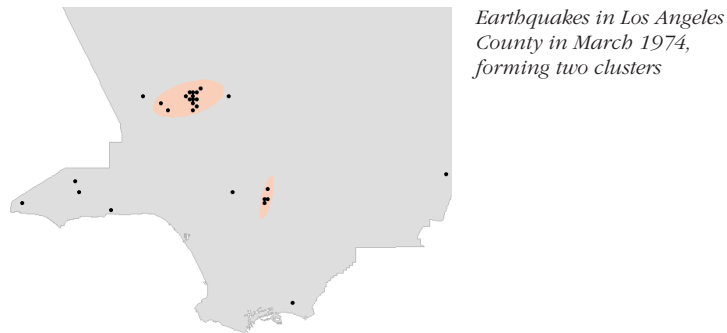 Earthquakes in Los Angeles
County in March 1974,
forming two clusters